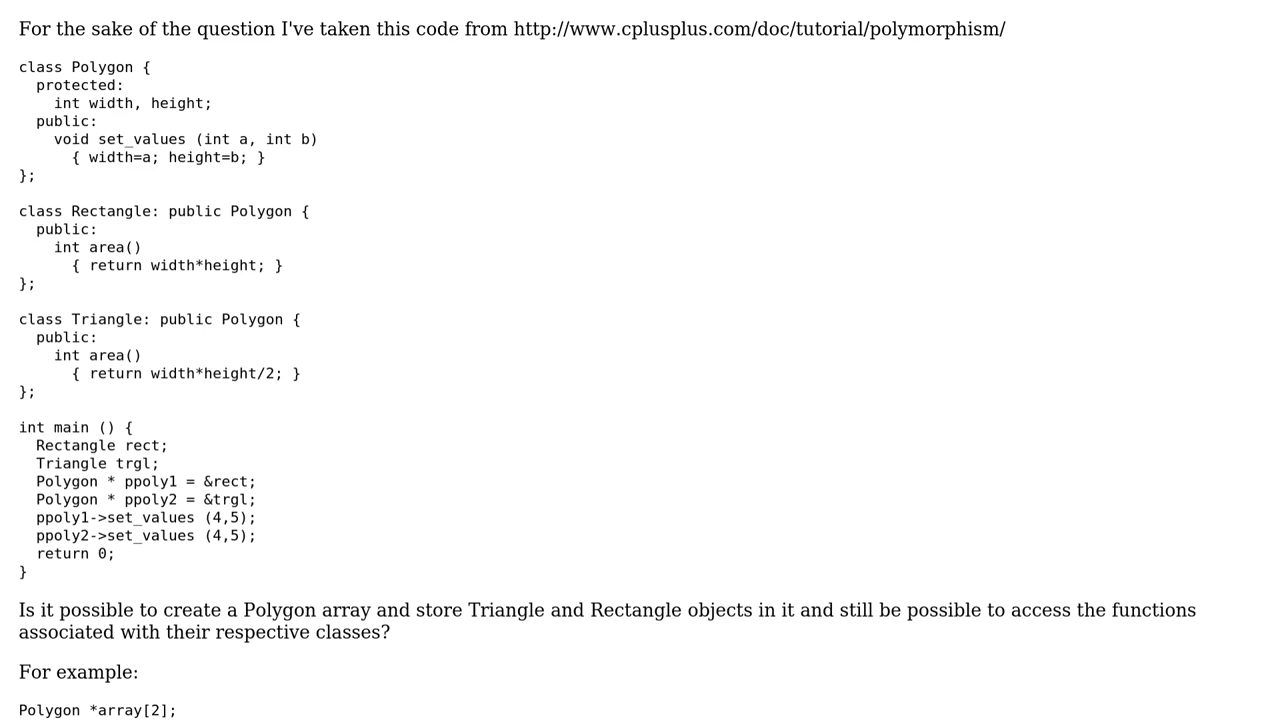 For the sake of the question I've taken this code from http://www.cplusplus.com/doc/tutorial/polymorphism/
class Polygon {
  protected:
    int width, height;
  public:
    void set_values (int a, int b)
      { width=a; height=b; }
};
class Rectangle: public Polygon {
  public:
    int area()
      { return width*height; }
};
class Triangle: public Polygon {
  public:
    int area()
      { return width*height/2; }
};
int main () {
  Rectangle rect;
  Triangle trgl;
  Polygon * ppoly1 = &rect;
  Polygon * ppoly2 = &trgl;
  ppoly1->set_values (4,5);
  ppoly2->set_values (4,5);
  return 0;
}
Is it possible to create a Polygon array and store Triangle and Rectangle objects in it and still be possible to access the functions
associated with their respective classes?
For example:
Polygon *array[2];